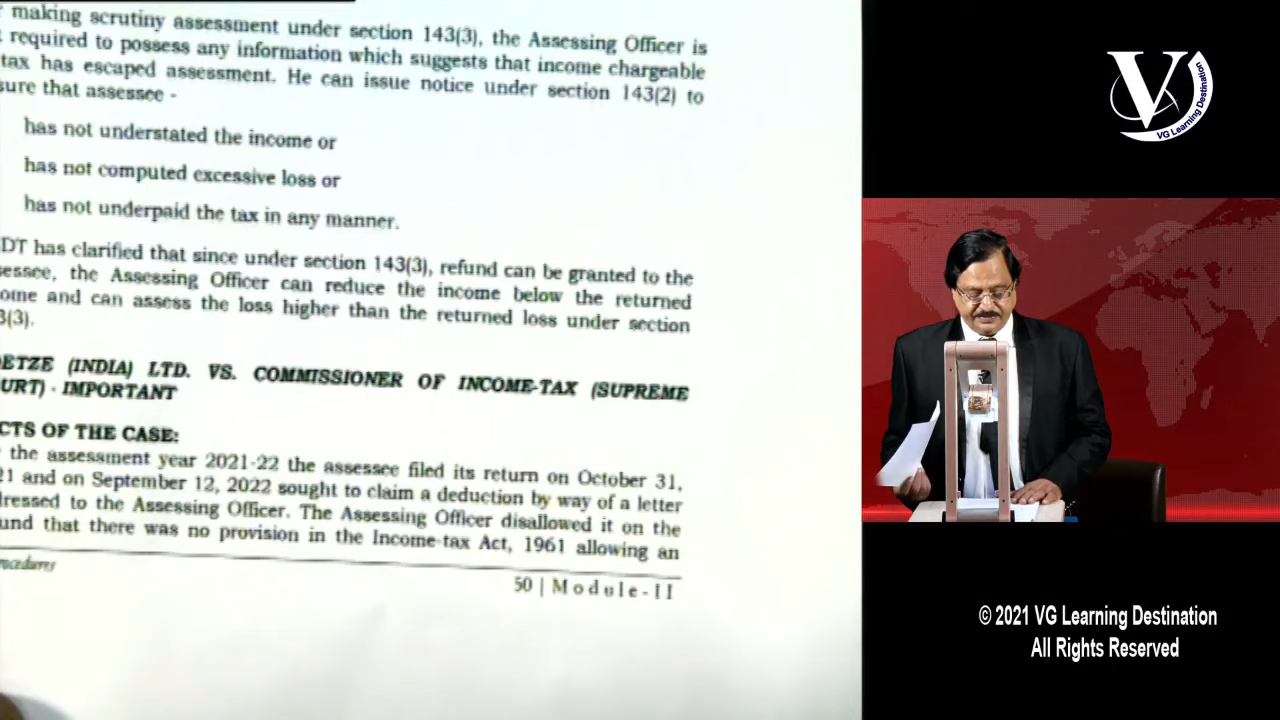 making scrutiny assessment under section 143(3), the Assessing Officer is
required to possess any information which suggests that income chargeable
tax has escaped assessment. He can issue notice under section 143(2) to
sure that assessee -
has not understated the income or
has not computed excessive loss or
has not underpaid the tax in any manner.
DT has clarified that since under section 143(3), refund can be granted to the
sessee, the Assessing Officer can reduce the income below the returned
ome and can assess the loss higher than the returned loss under section
3(3).
ETZE (INDIA) LTD. VS. COMMISSIONER OF INCOME-TAX (SUPREME
URT) - IMPORTANT
CTS OF THE CASE:
the assessment year 2021-22 the assessee filed its return on October 31,
21 and on September 12, 2022 sought to claim a deduction by way of a letter
dressed to the Assessing Officer. The Assessing Officer disallowed it on the
und that there was no provision in the Income-tax Act, 1961 allowing an
rocedures
50 | Module-II
V
VG Learning Destination
© 2021 VG Learning Destination
All Rights Reserved